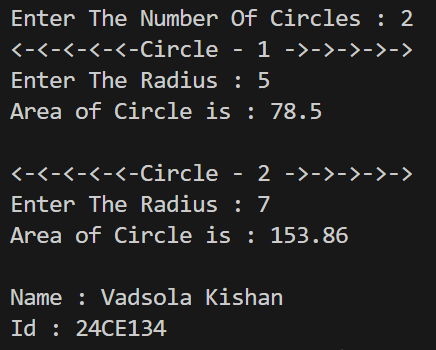 Enter The Number Of Circles : 2
<-<-<-<-<-Circle - 1 ->->->->->
Enter The Radius : 5
Area of Circle is : 78.5
<-<-<-<-<-Circle - 2 ->->->->->
Enter The Radius : 7
Area of Circle is : 153.86
Name : Vadsola Kishan
Id : 24CE134